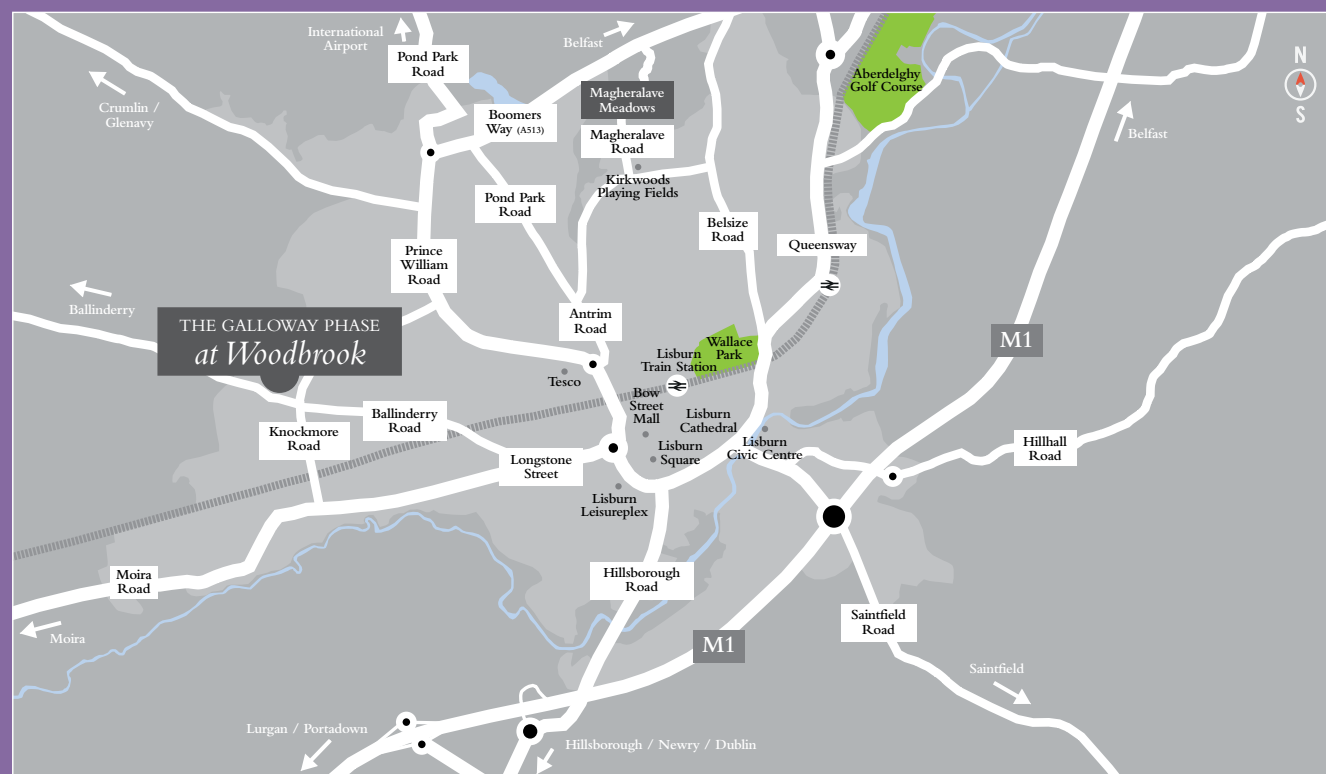 International
Airport
Belfast
Pond Park
Road
N
S
Aberdelghy
Golf Course
Crumlin /
Glenavy
Magheralave
Meadows
Boomers
Way (A513)
Belfast
Magheralave
Road
Kirkwoods
Playing Fields
Pond Park
Road
Belsize
Road
Queensway
Prince
William
Road
Ballinderry
THE GALLOWAY PHASE
at Woodbrook
Antrim
Road
M1
Wallace
Park
Lisburn
Train Station
Tesco
Bow
Street
Mall
Ballinderry
Road
Lisburn
Cathedral
Knockmore
Road
Lisburn
Square
Lisburn
Civic Centre
Hillhall
Road
Longstone
Street
Lisburn
Leisureplex
Moira
Road
Hillsborough
Road
Saintfield
Road
Moira
M1
Saintfield
Lurgan / Portadown
Hillsborough / Newry / Dublin